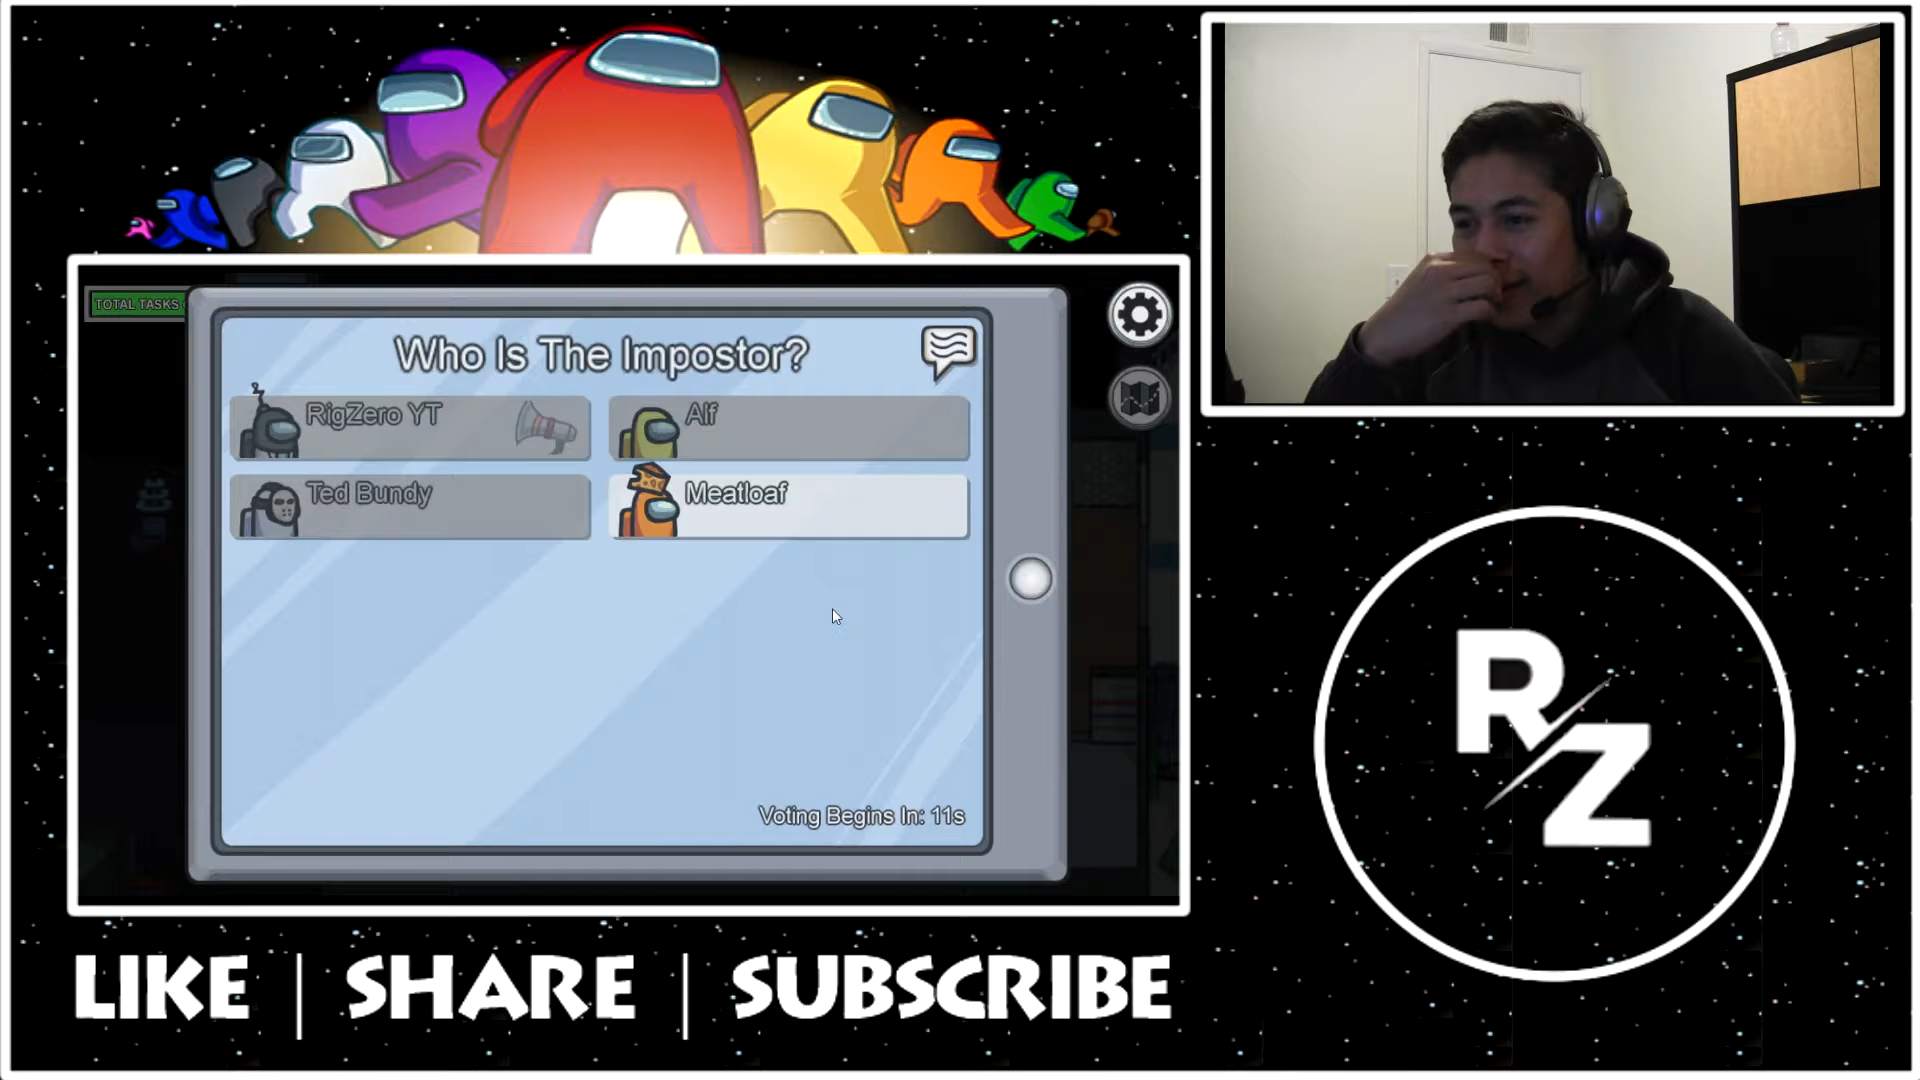 TOTAL TASKS
Who Is The Impostor?
RigZero YT
Alf
Ted Bundy
Meatloaf
Voting Begins In: 11s
RZ
LIKE | SHARE | SUBSCRIBE